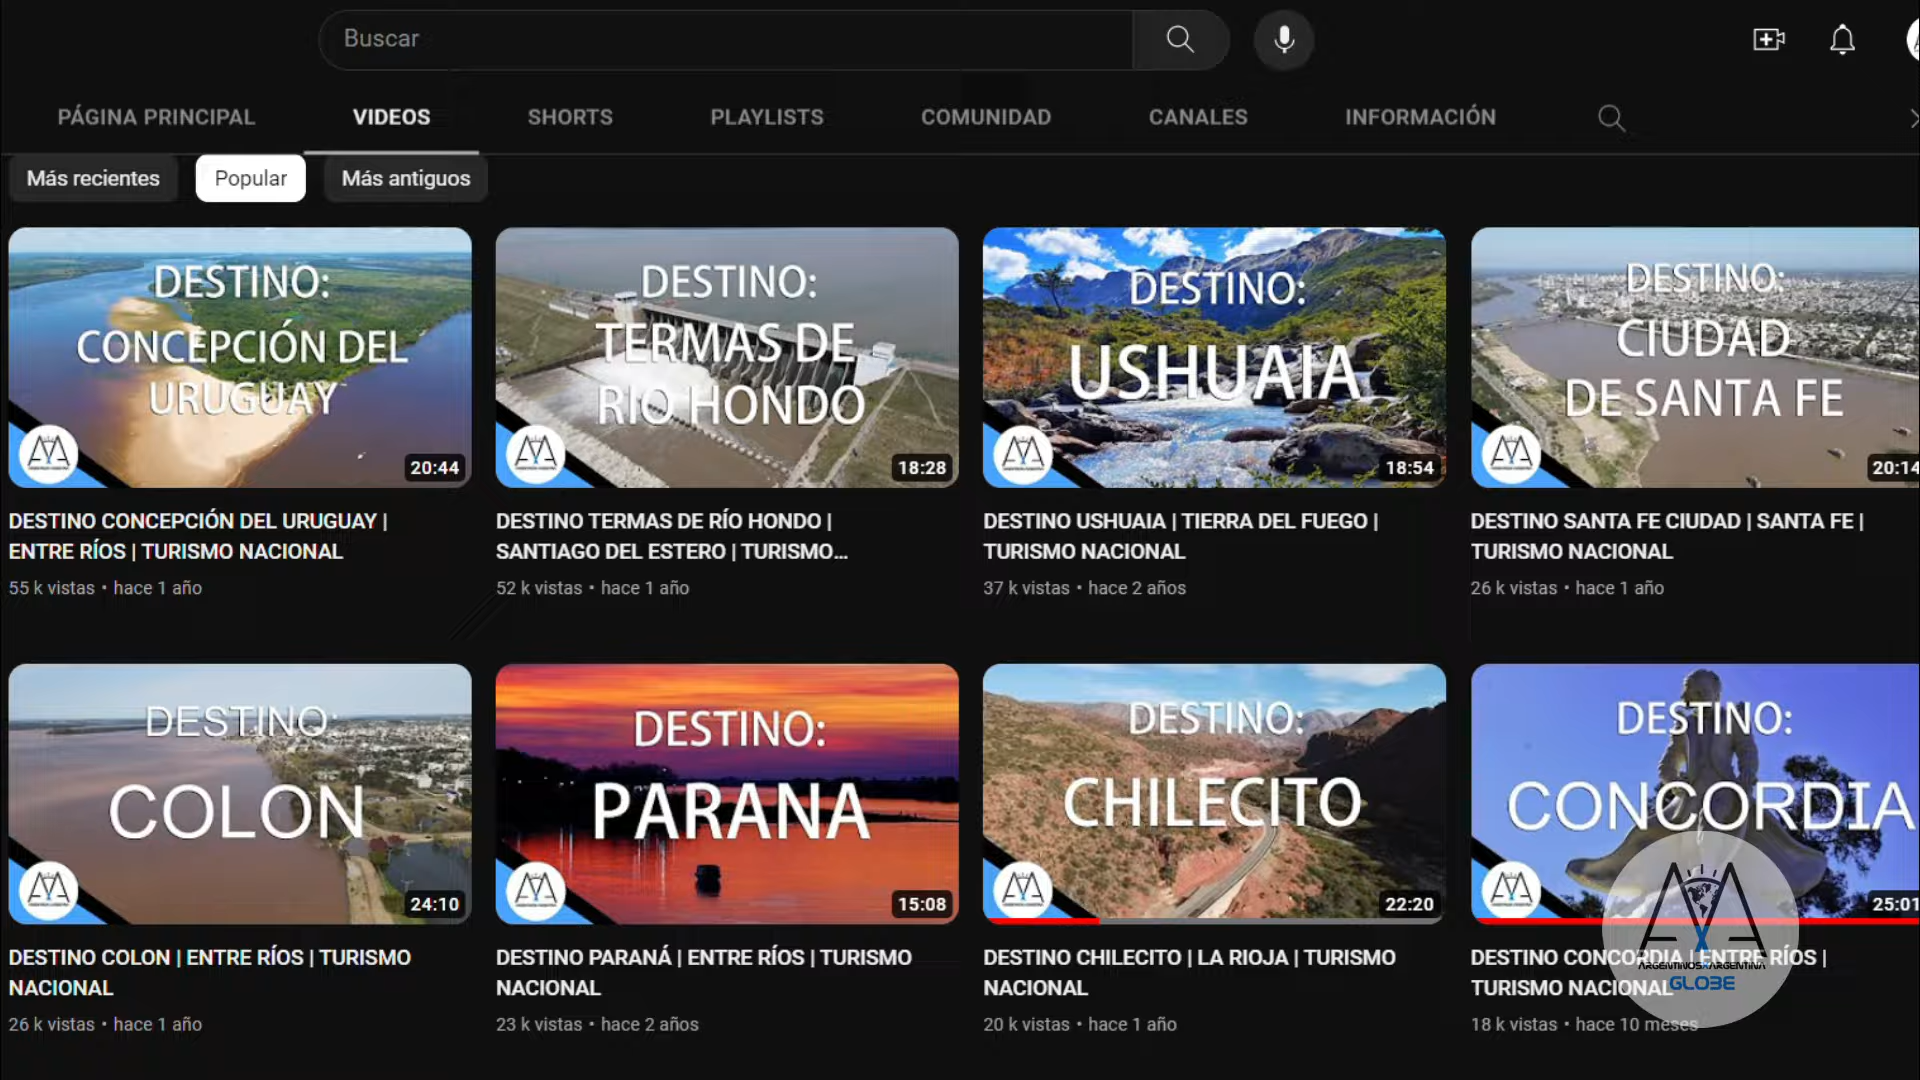 Buscar
PÁGINA PRINCIPAL
VIDEOS
SHORTS
PLAYLISTS
COMUNIDAD
CANALES
INFORMACIÓN
Más recientes
Popular
Más antiguos
DESTINO:
CONCEPCIÓN DEL
URUGUAY
20:44
DESTINO CONCEPCIÓN DEL URUGUAY |
ENTRE RÍOS | TURISMO NACIONAL
55 k vistas • hace 1 año
DESTINO:
TERMAS DE
RIO HONDO
18:28
DESTINO TERMAS DE RÍO HONDO |
SANTIAGO DEL ESTERO | TURISMO...
52 k vistas • hace 1 año
DESTINO:
USHUAIA
18:54
DESTINO USHUAIA | TIERRA DEL FUEGO |
TURISMO NACIONAL
37 k vistas • hace 2 años
DESTINO:
CIUDAD
DE SANTA FE
20:14
DESTINO SANTA FE CIUDAD | SANTA FE |
TURISMO NACIONAL
26 k vistas • hace 1 año
DESTINO:
COLON
24:10
DESTINO COLON | ENTRE RÍOS | TURISMO
NACIONAL
26 k vistas • hace 1 año
DESTINO:
PARANA
15:08
DESTINO PARANÁ | ENTRE RÍOS | TURISMO
NACIONAL
23 k vistas • hace 2 años
DESTINO:
CHILECITO
22:20
DESTINO CHILECITO | LA RIOJA | TURISMO
NACIONAL
20 k vistas • hace 1 año
DESTINO:
CONCORDIA
25:01
DESTINO CONCORDIA | ENTRE RÍOS |
TURISMO NACIONAL
18 k vistas • hace 10 meses
ARGENTINOSXARGENTINA
GLOBE